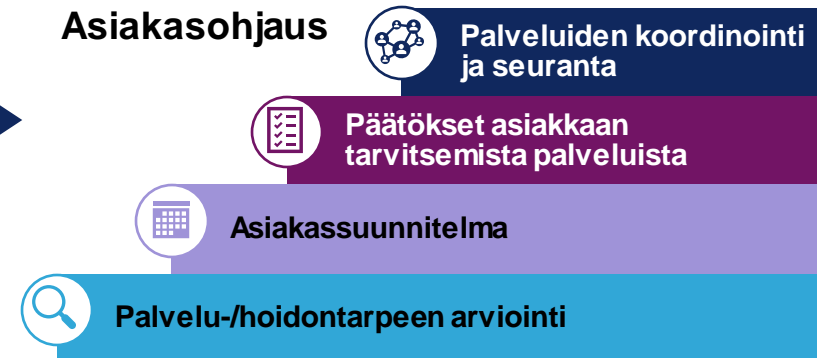 Asiakasohjaus
Palveluiden koordinointi
ja seuranta
Päätökset asiakkaan
tarvitsemista palveluista
Asiakassuunnitelma
Palvelu-/hoidontarpeen arviointi